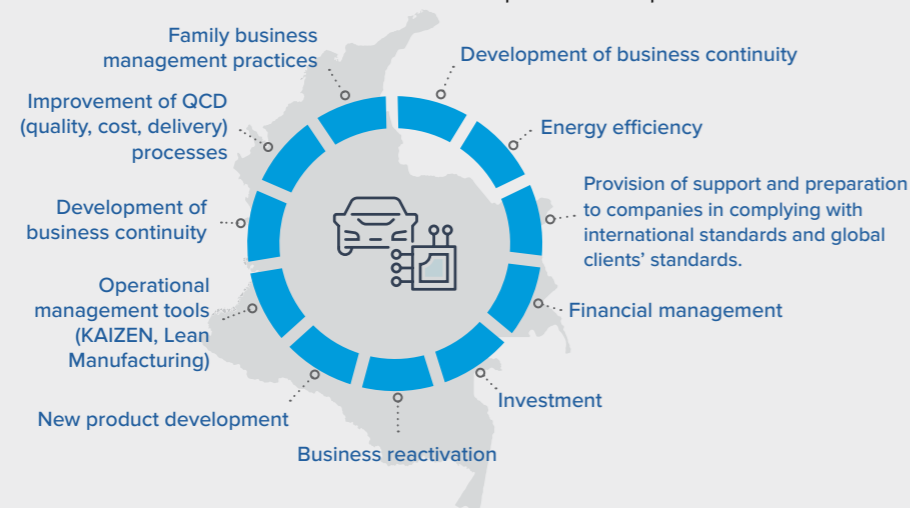 Family business
management practices
Development of business continuity
Improvement of QCD
(quality, cost, delivery)
processes
Energy efficiency
Provision of support and preparation
to companies in complying with
international standards and global
clients' standards.
Development of
business continuity
Operational
management tools
(KAIZEN, Lean
Manufacturing)
Financial management
New product development
Investment
Business reactivation